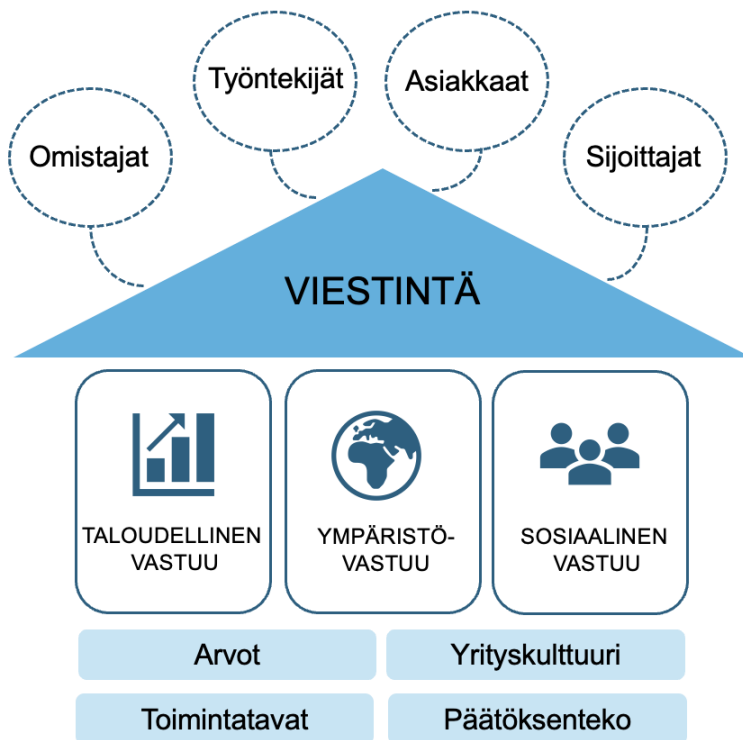 Työntekijät
Asiakkaat
Omistajat
Sijoittajat
VIESTINTÄ
TALOUDELLINEN
VASTUU
YMPÄRISTÖ-
VASTUU
SOSIAALINEN
VASTUU
Arvot
Yrityskulttuuri
Toimintatavat
Päätöksenteko